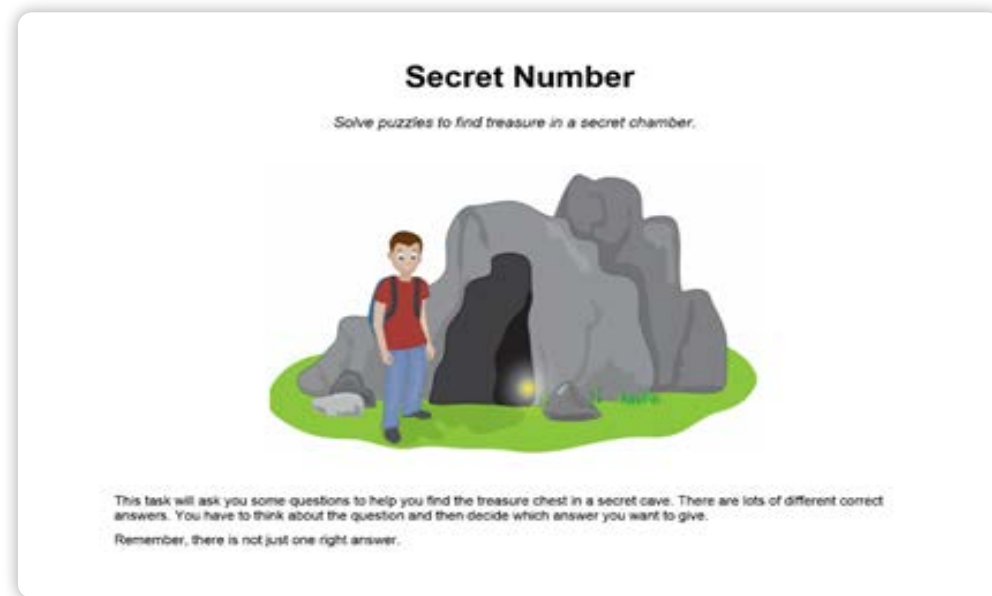 Secret Number
Solve puzzles to find treasure in a secret chamber.
This task will ask you some questions to help you find the treasure chest in a secret cave. There are lots of different correct
answers. You have to think about the question and then decide which answer you want to give.
Remember, there is not just one right answer.